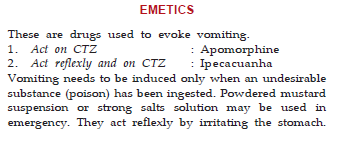 EMETICS
These are drugs used to evoke vomiting.
1. Act on CTZ : Apomorphine
2. Act reflexly and on CTZ : Ipecacuanha
Vomiting needs to be induced only when an undesirable
substance (poison) has been ingested. Powdered mustard
suspension or strong salts solution may be used in
emergency. They act reflexly by irritating the stomach.